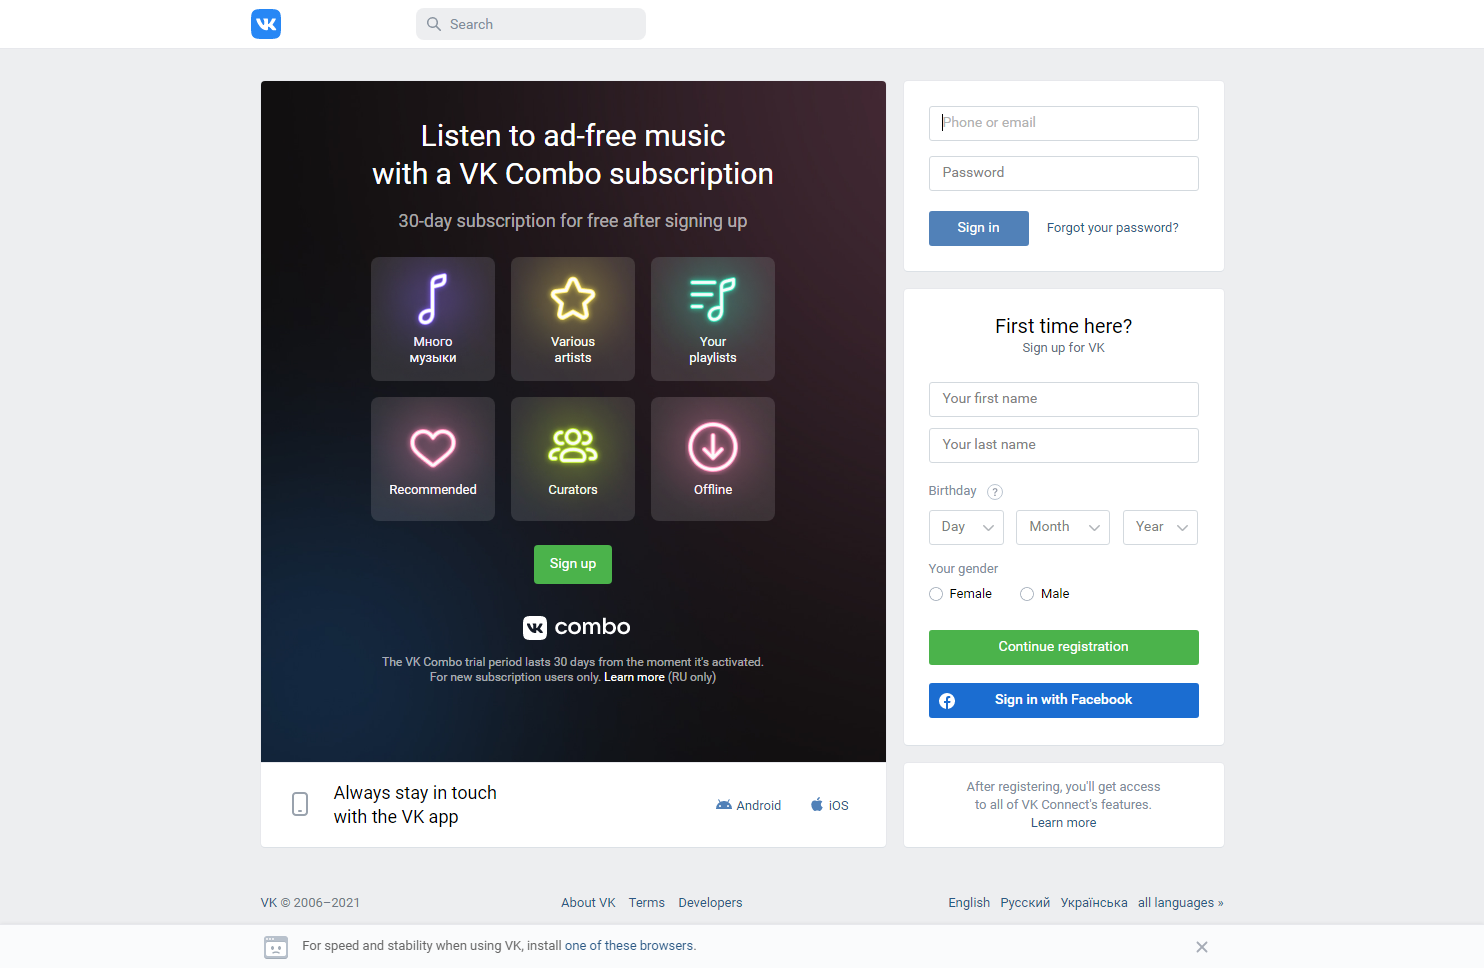 Search
Listen to ad-free music
with a VK Combo subscription
30-day subscription for free after signing up
Много
музыки
Various
artists
Your
playlists
Recommended
Curators
Offline
Sign up
VK combo
The VK Combo trial period lasts 30 days from the moment it's activated.
For new subscription users only. Learn more (RU only)
Always stay in touch
with the VK app
Android
iOS
Phone or email
Password
Sign in
Forgot your password?
First time here?
Sign up for VK
Your first name
Your last name
Birthday ?
Day
Month
Year
Your gender
Female
Male
Continue registration
Sign in with Facebook
After registering, you'll get access
to all of VK Connect's features.
Learn more
VK © 2006–2021
About VK Terms Developers
English Русский Українська all languages »
For speed and stability when using VK, install one of these browsers.